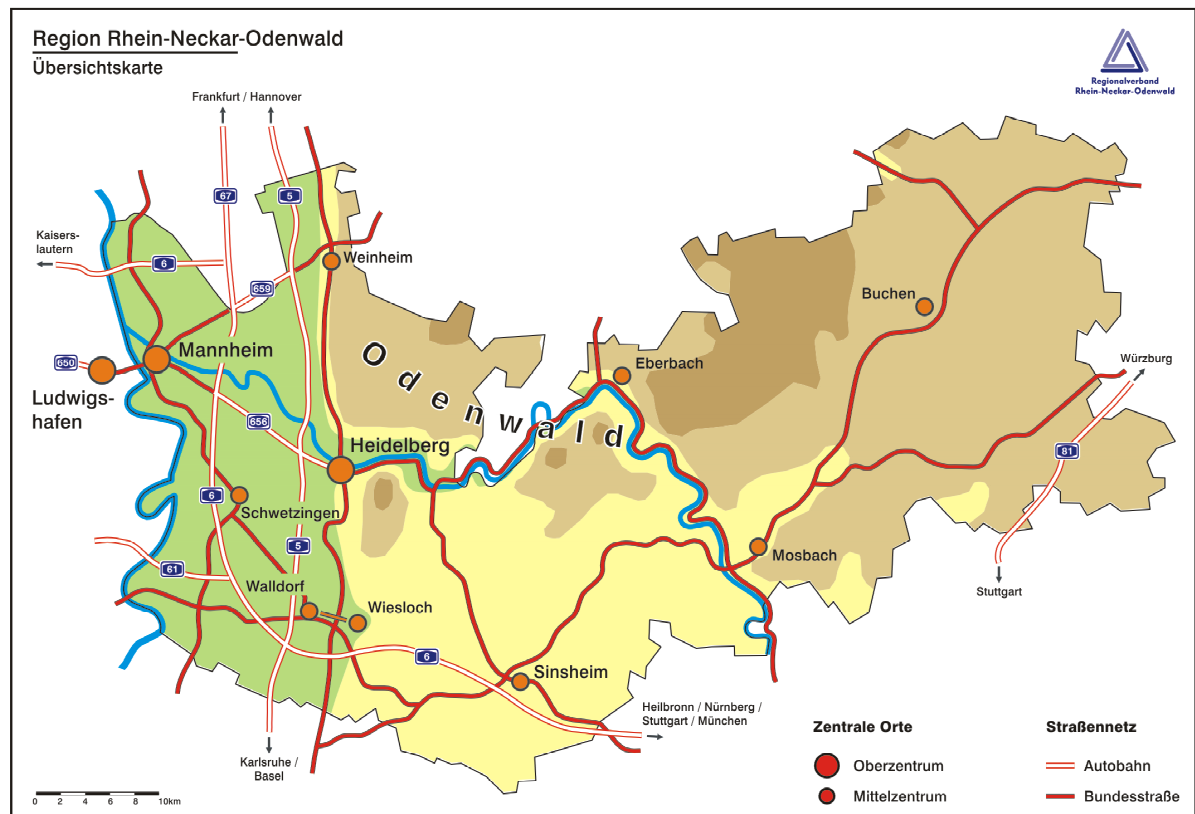 Region Rhein-Neckar-Odenwald
Übersichtskarte
Regionalverband
Rhein-Neckar-Odenwald
Frankfurt / Hannover
67
5
Kaisers-
lautern
6
659
Weinheim
Buchen
650
Mannheim
Ludwigs-
hafen
Odenwald
Eberbach
Würzburg
656
Heidelberg
81
6
Schwetzingen
5
Mosbach
61
Walldorf
Wiesloch
Stuttgart
6
Sinsheim
Heilbronn / Nürnberg /
Stuttgart / München
Karlsruhe /
Basel
Zentrale Orte
Oberzentrum
Mittelzentrum
Straßennetz
Autobahn
Bundesstraße
0 2 4 6 8 10km